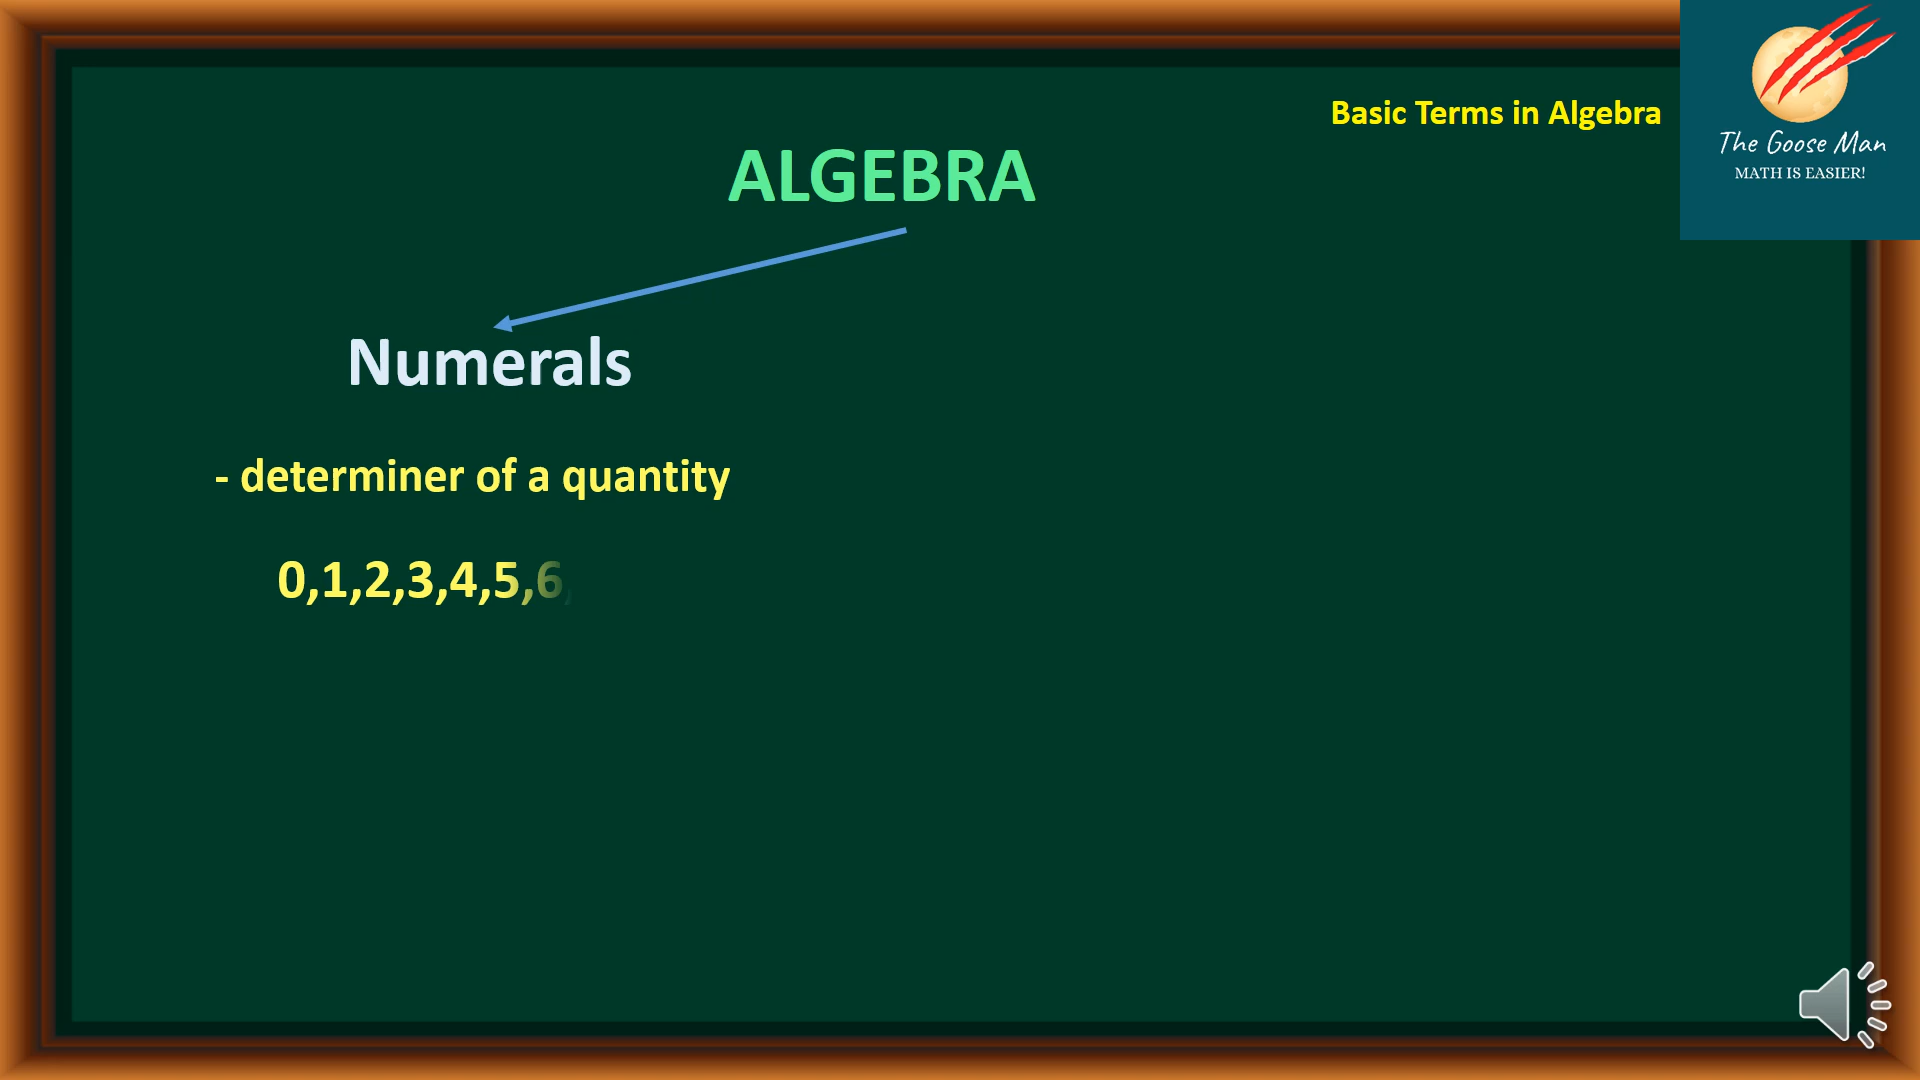 Basic Terms in Algebra
The Goose Man
MATH IS EASIER!
ALGEBRA
Numerals
- determiner of a quantity
0,1,2,3,4,5,6,